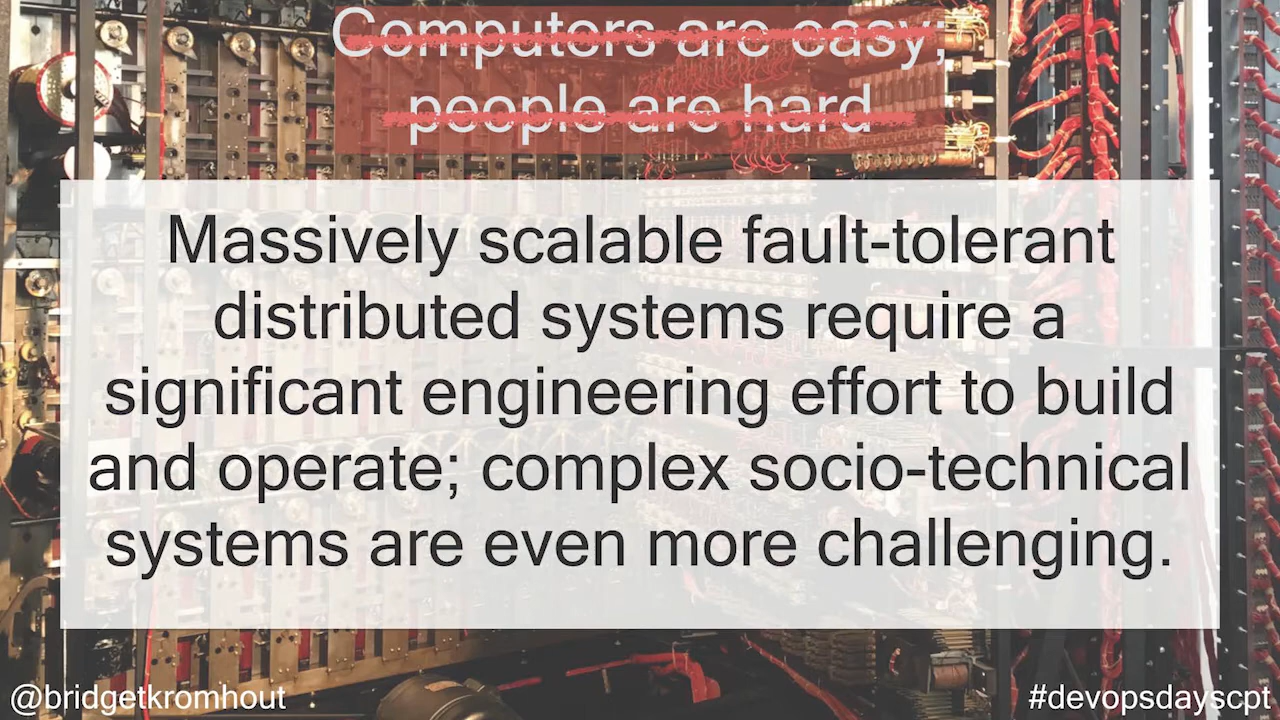 Computers are easy;
people are hard
Massively scalable fault-tolerant
distributed systems require a
significant engineering effort to build
and operate; complex socio-technical
systems are even more challenging.
@bridgetkromhout
#devopsdayscpt